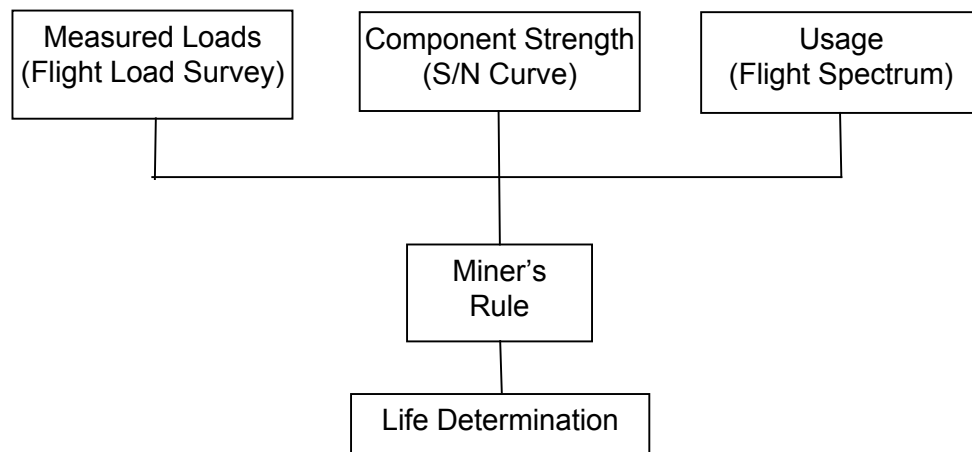 Measured Loads
(Flight Load Survey)
Component Strength
(S/N Curve)
Usage
(Flight Spectrum)
Miner’s
Rule
Life Determination